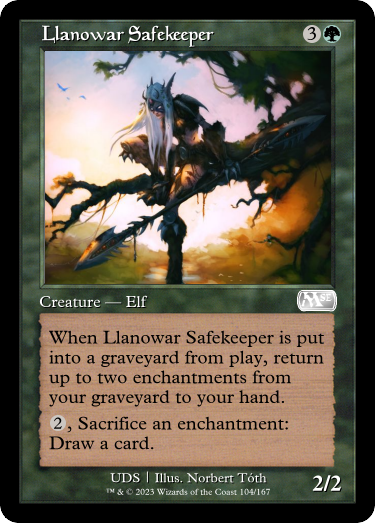 Llanowar Safekeeper 3
Creature — Elf
MSE
When Llanowar Safekeeper is put
into a graveyard from play, return
up to two enchantments from
your graveyard to your hand.
2, Sacrifice an enchantment:
Draw a card.
UDS | Illus. Norbert Tóth
™ & © 2023 Wizards of the Coast 104/167
2/2